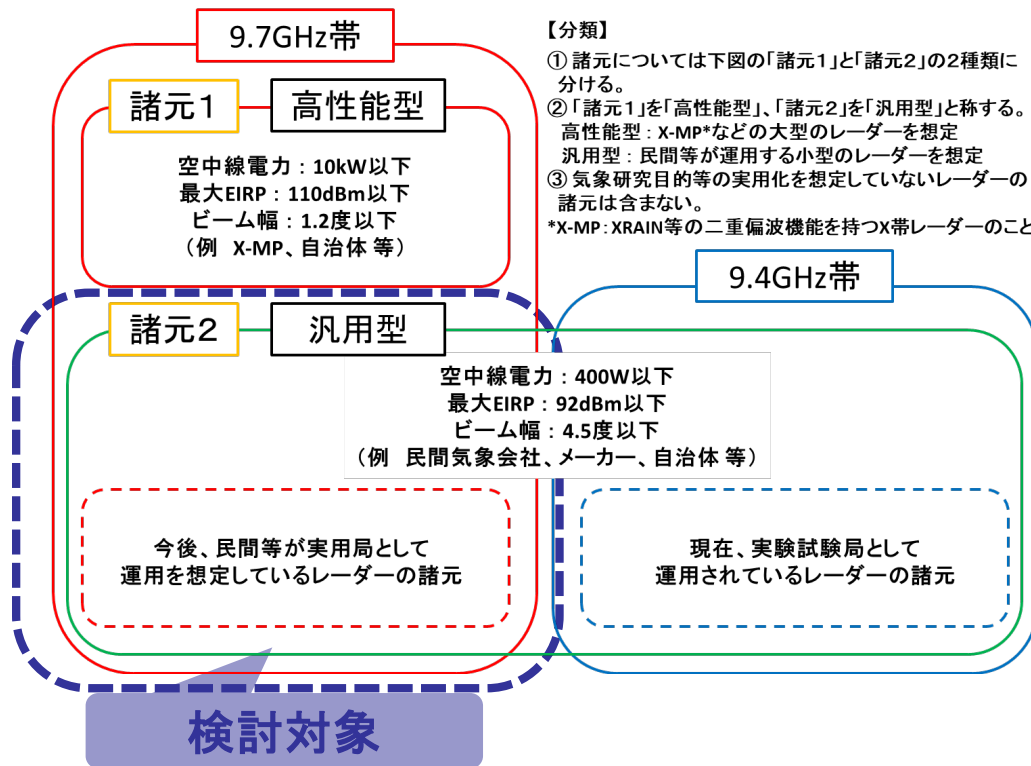 9.7GHz帯
諸元1
高性能型
空中線電力：10kW以下
最大EIRP：110dBm以下
ビーム幅：1.2度以下
（例　X-MP、自治体 等）
【分類】
① 諸元については下図の「諸元1」と「諸元2」の2種類に
分ける。
②「諸元1」を「高性能型」、「諸元2」を「汎用型」と称する。
高性能型：X-MP*などの大型のレーダーを想定
汎用型：民間等が運用する小型のレーダーを想定
③ 気象研究目的等の実用化を想定していないレーダーの
諸元は含まない。
*X-MP：XRAIN等の二重偏波機能を持つX帯レーダーのこと
9.4GHz帯
諸元2
汎用型
空中線電力：400W以下
最大EIRP：92dBm以下
ビーム幅：4.5度以下
（例　民間気象会社、メーカー、自治体 等）
今後、民間等が実用局として
運用を想定しているレーダーの諸元
現在、実験試験局として
運用されているレーダーの諸元
検討対象